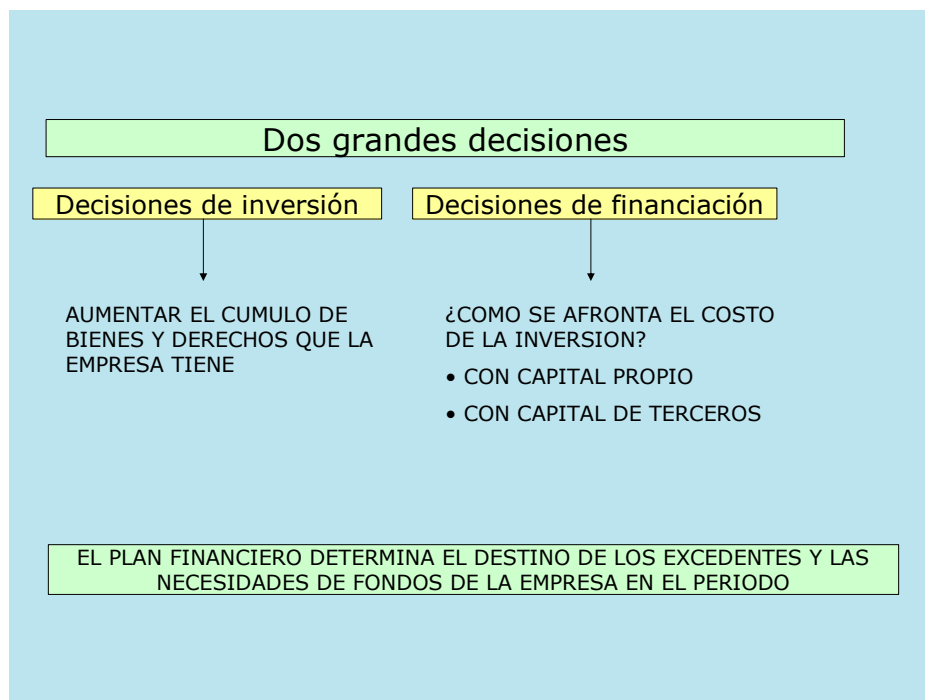 Dos grandes decisiones
Decisiones de inversión
AUMENTAR EL CUMULO DE
BIENES Y DERECHOS QUE LA
EMPRESA TIENE
Decisiones de financiación
¿COMO SE AFRONTA EL COSTO
DE LA INVERSION?
• CON CAPITAL PROPIO
• CON CAPITAL DE TERCEROS
EL PLAN FINANCIERO DETERMINA EL DESTINO DE LOS EXCEDENTES Y LAS
NECESIDADES DE FONDOS DE LA EMPRESA EN EL PERIODO